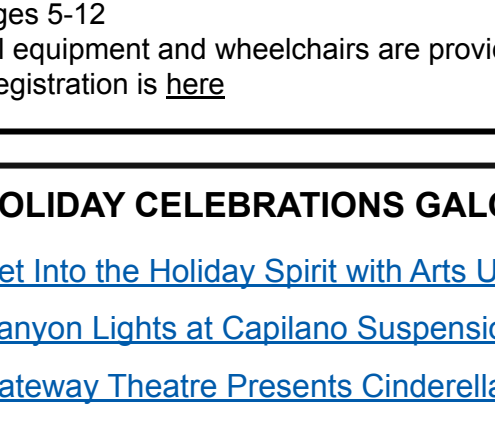 ges 5-12
equipment and wheelchairs are provi
egistration is here
OLIDAY CELEBRATIONS GAL
et Into the Holiday Spirit with Arts U
anyon Lights at Capilano Suspensi
ateway Theatre Presents Cinderella